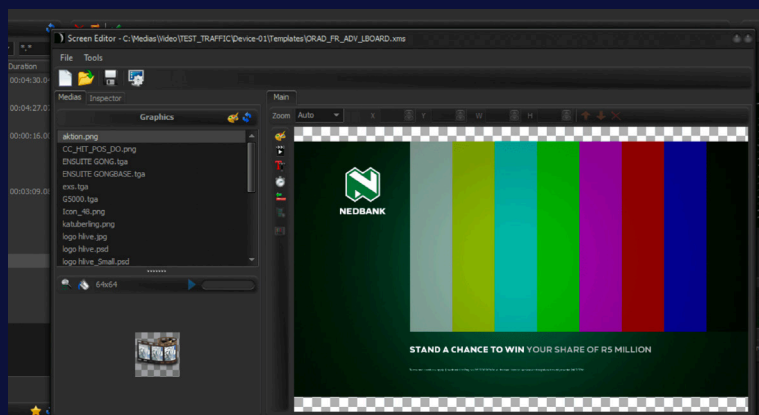 Screen Editor - C:\Medias\Video\TEST_TRAFFIC\Device-01\Templates\ORAD_FR_ADV_LBOARD.xms
File Tools
Duration
00:04:30.0
00:04:27.0
00:00:16.00
00:03:09.08
Medias Inspector
Graphics
aktion.png
CC_HIT_POS_DO.png
ENSUITE GONG.tga
ENSUITE GONGBASE.tga
exs.tga
G5000.tga
Icon_48.png
katuberling.png
logo hlive.jpg
logo hlive.psd
logo hlive_Small.psd
64x64
Main
Zoom Auto X Y W H
NEDBANK
STAND A CHANCE TO WIN YOUR SHARE OF R5 MILLION